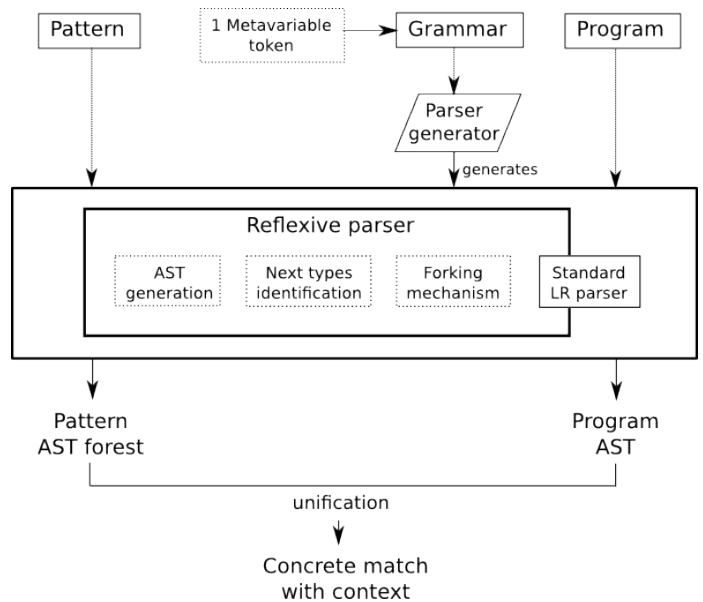 Pattern
1 Metavariable
token
Grammar
Program
Parser
generator
generates
Reflexive parser
AST
generation
Next types
identification
Forking
mechanism
Standard
LR parser
Pattern
AST forest
Program
AST
unification
Concrete match
with context